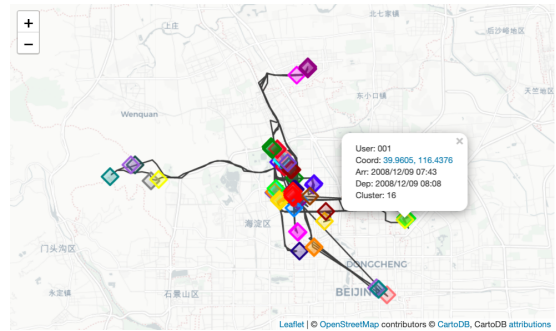 北七家镇
上庄
后沙峪地区
+
−
天竺地区
东小口镇
Wenquan
×
User: 001
Coord: 39.9605, 116.4376
Arr: 2008/12/09 07:43
Dep: 2008/12/09 08:08
Cluster: 16
海淀区
门头沟区
DONGCHENG
永定镇
石景山区
BEIJIN
Leaflet | © OpenStreetMap contributors © CartoDB, CartoDB attributions